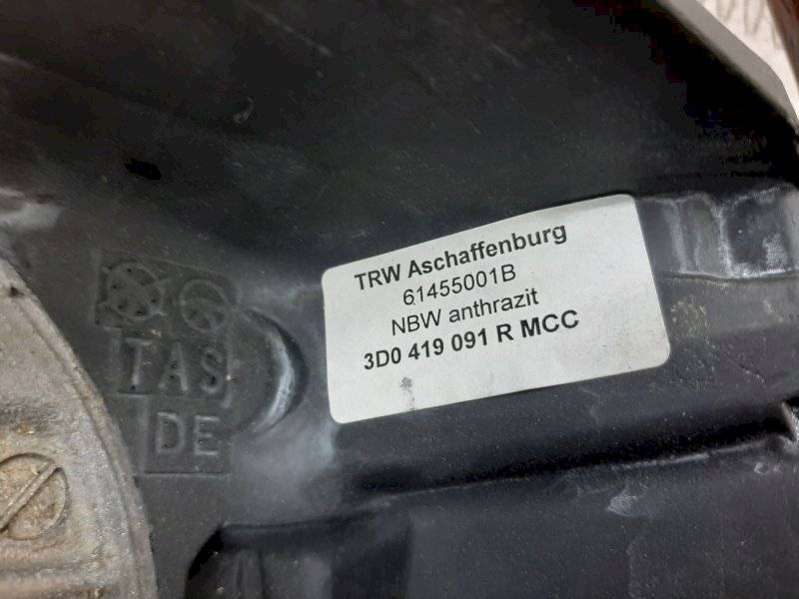 TRW Aschaffenburg
61455001B
NBW anthrazit
3D0 419 091 R MCC
TAS
DE